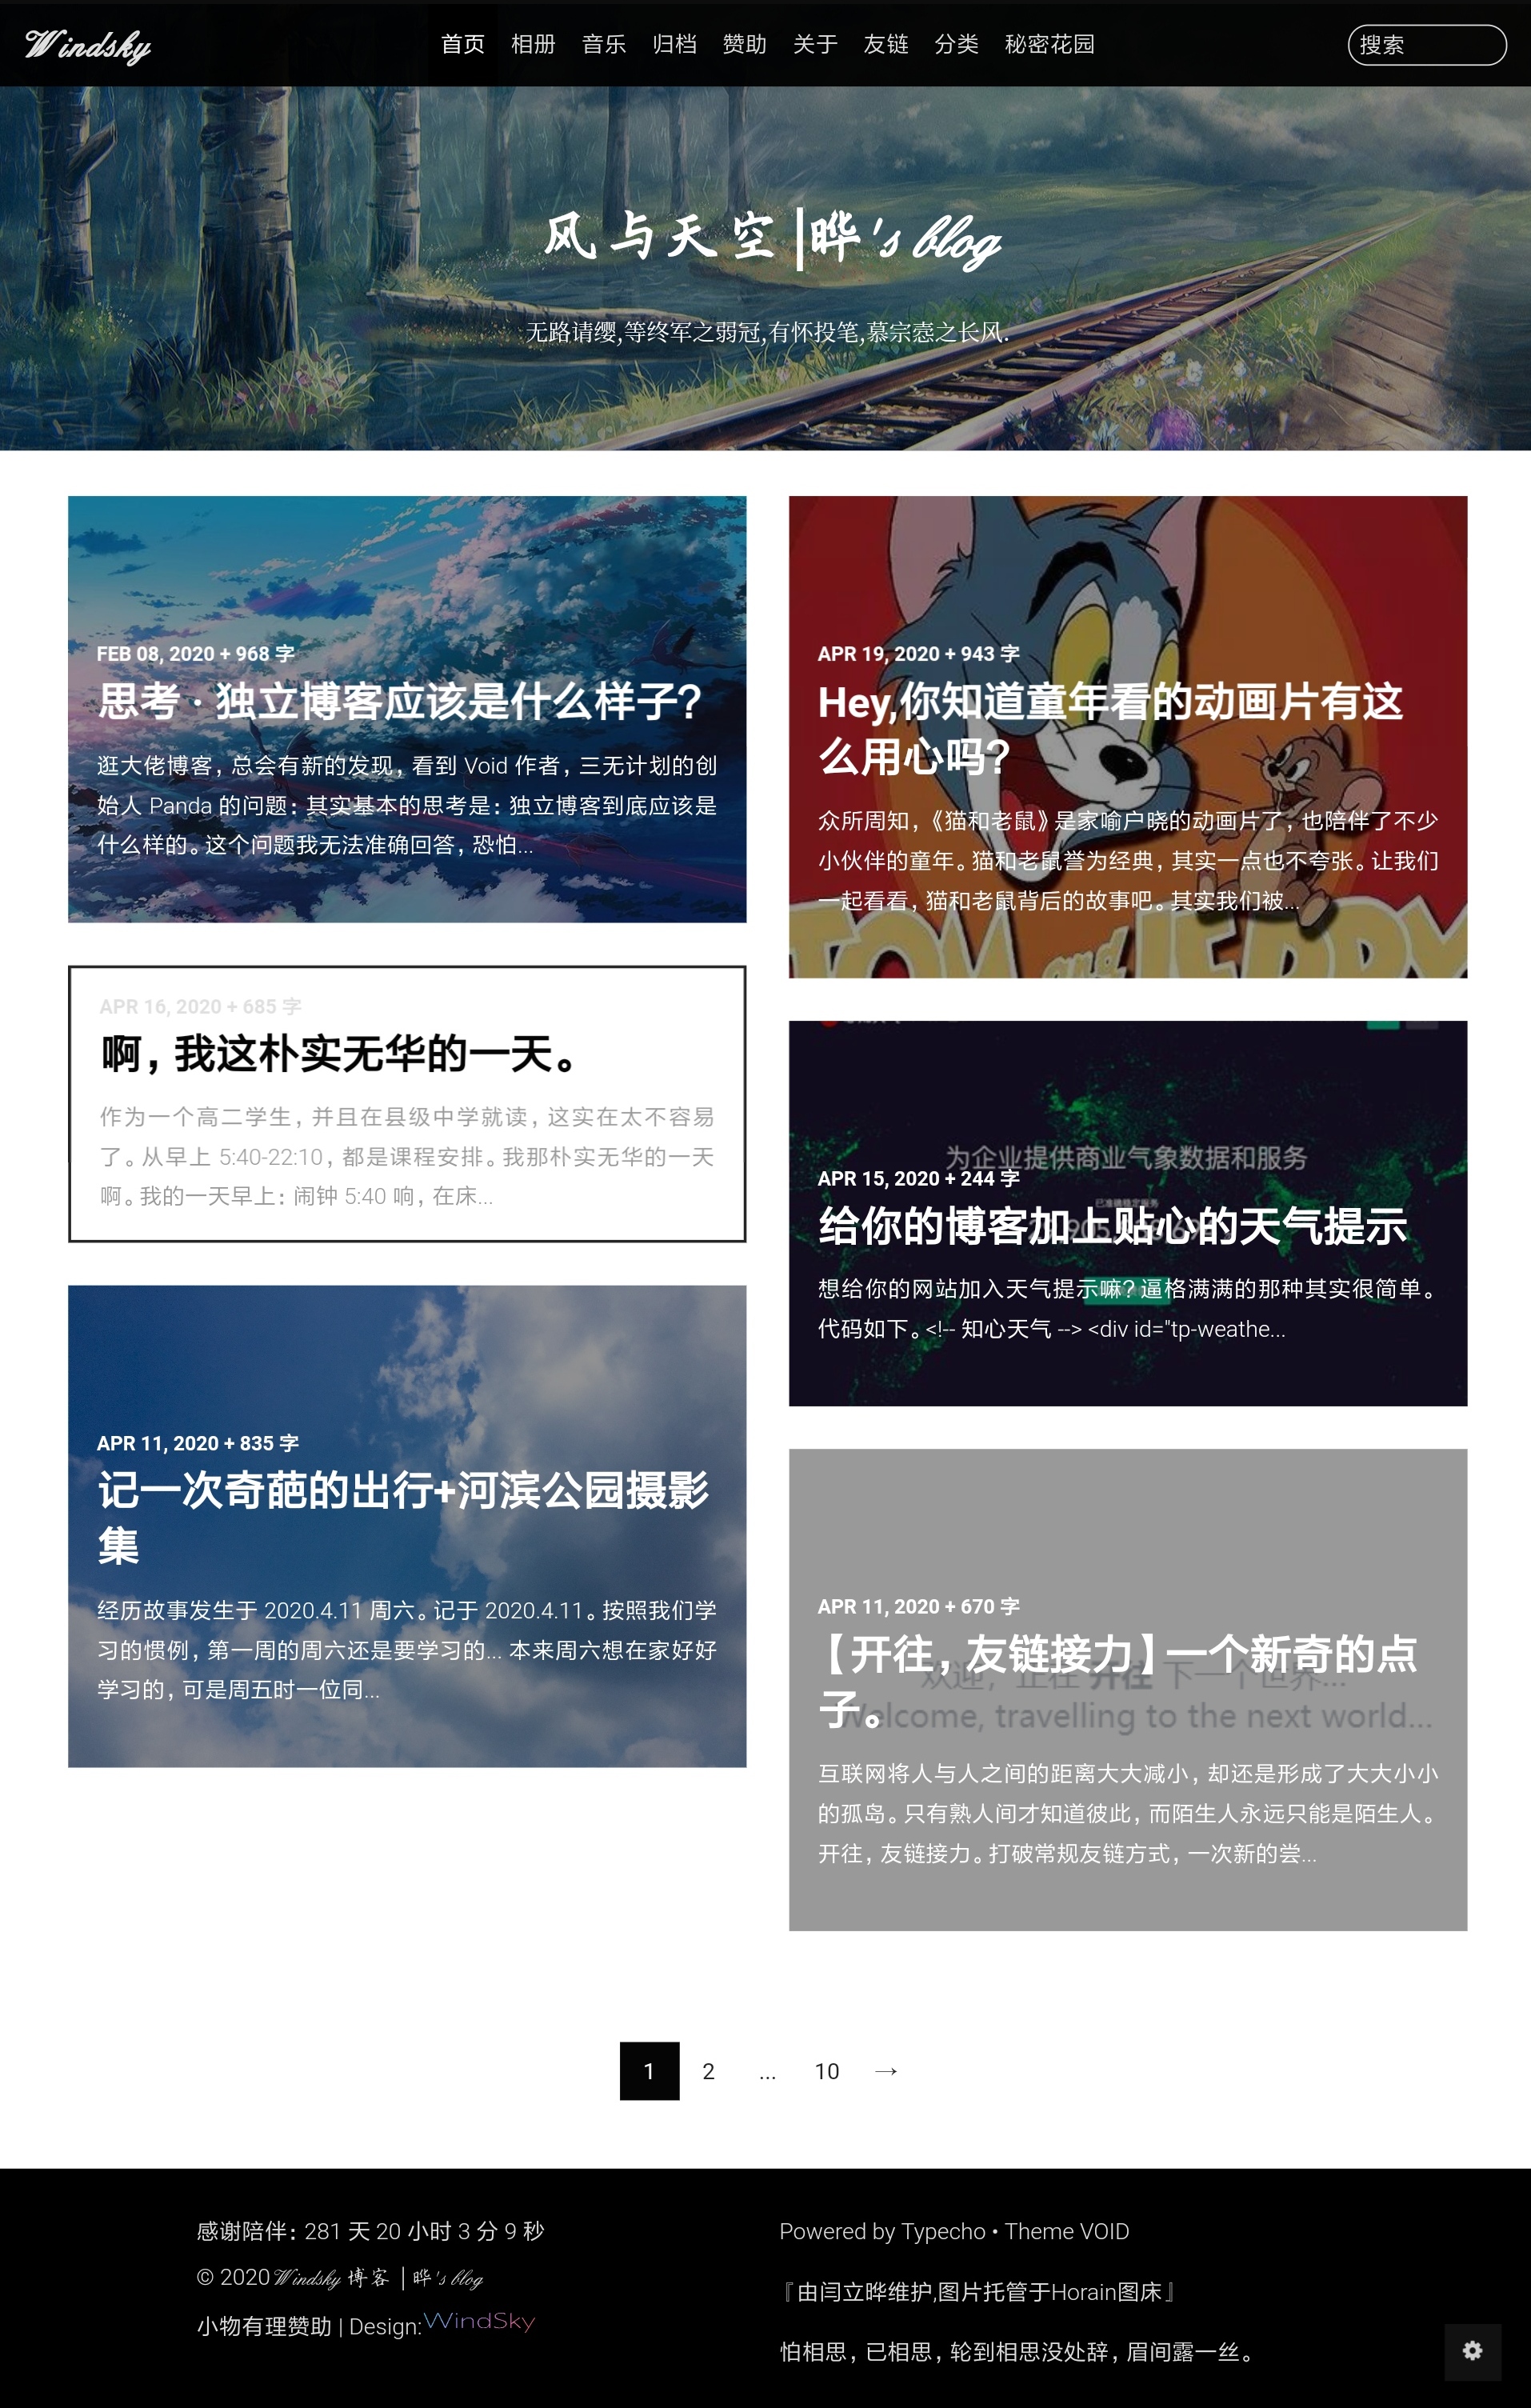 Windsky
首页 相册 音乐 归档 赞助 关于 友链 分类 秘密花园
搜索
风与天空|晔's blog
无路请缨,等终军之弱冠,有怀投笔,慕宗悫之长风.
FEB 08, 2020 + 968 字
思考 · 独立博客应该是什么样子?
逛大佬博客，总会有新的发现，看到 Void 作者，三无计划的创
始人 Panda 的问题：其实基本的思考是：独立博客到底应该是
什么样的。这个问题我无法准确回答，恐怕...
APR 19, 2020 + 943 字
Hey,你知道童年看的动画片有这
么用心吗?
众所周知，《猫和老鼠》是家喻户晓的动画片了，也陪伴了不少
小伙伴的童年。猫和老鼠誉为经典，其实一点也不夸张。让我们
一起看看，猫和老鼠背后的故事吧。其实我们被...
TOM and JERRY
APR 16, 2020 + 685 字
啊，我这朴实无华的一天。
作为一个高二学生，并且在县级中学就读，这实在太不容易
了。从早上 5:40-22:10，都是课程安排。我那朴实无华的一天
啊。我的一天早上：闹钟 5:40 响，在床...
为企业提供商业气象数据和服务
APR 15, 2020 + 244 字
给你的博客加上贴心的天气提示
想给你的网站加入天气提示嘛？逼格满满的那种其实很简单。
代码如下。<!-- 知心天气 --> <div id="tp-weathe...
APR 11, 2020 + 835 字
记一次奇葩的出行+河滨公园摄影
集
经历故事发生于 2020.4.11 周六。记于 2020.4.11。按照我们学
习的惯例，第一周的周六还是要学习的... 本来周六想在家好好
学习的，可是周五时一位同...
APR 11, 2020 + 670 字
【开往，友链接力】一个新奇的点
子。
欢迎，正在 开往 下一个世界...
Welcome, travelling to the next world...
互联网将人与人之间的距离大大减小，却还是形成了大大小小
的孤岛。只有熟人间才知道彼此，而陌生人永远只能是陌生人。
开往，友链接力。打破常规友链方式，一次新的尝...
1 2 ... 10 →
感谢陪伴：281 天 20 小时 3 分 9 秒
© 2020 Windsky 博客 | 晔's blog
小物有理赞助 | Design:WindSky
Powered by Typecho • Theme VOID
『由闫立晔维护,图片托管于Horain图床』
怕相思，已相思，轮到相思没处辞，眉间露一丝。